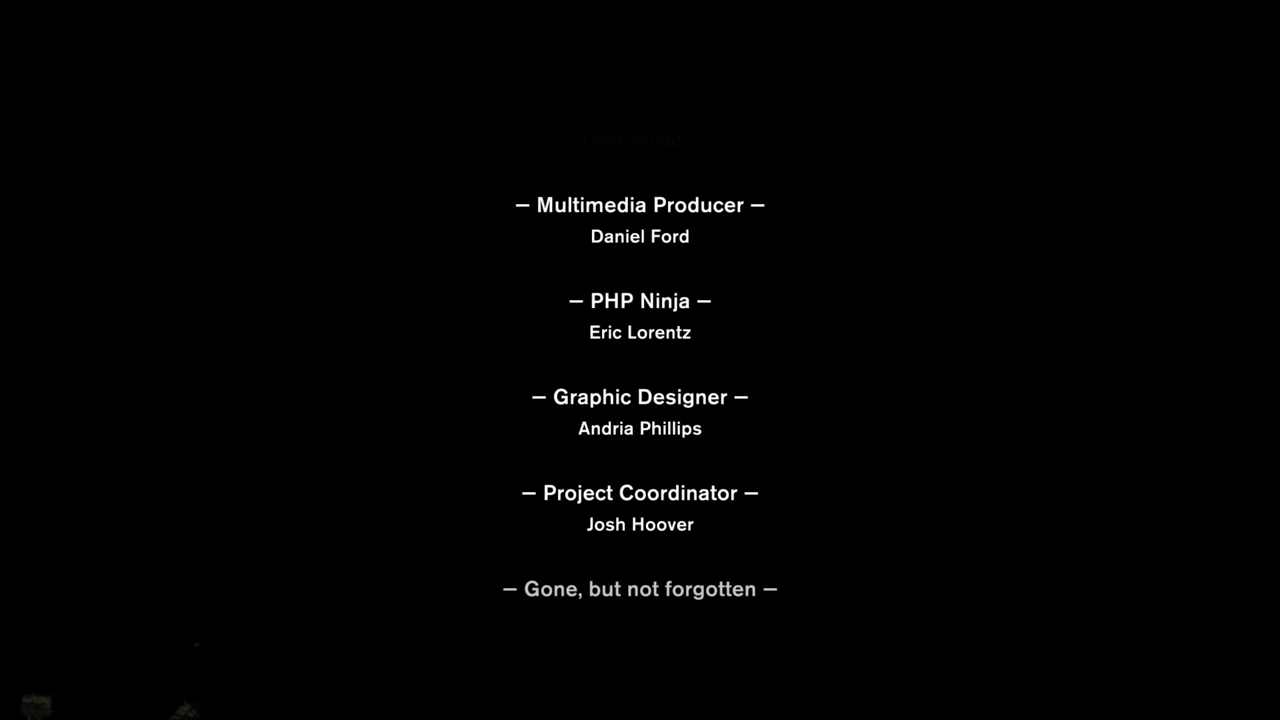 – Multimedia Producer –
Daniel Ford
– PHP Ninja –
Eric Lorentz
– Graphic Designer –
Andria Phillips
– Project Coordinator –
Josh Hoover
– Gone, but not forgotten –